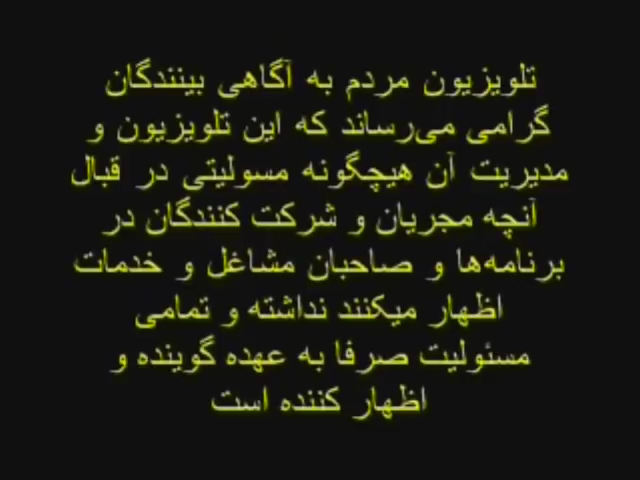 تلویزیون مردم به آگاهی بینندگان
گرامی می‌رساند که این تلویزیون و
مدیریت آن هیچگونه مسولیتی در قبال
آنچه مجریان و شرکت کنندگان در
برنامه‌ها و صاحبان مشاغل و خدمات
اظهار میکنند نداشته و تمامی
مسئولیت صرفا به عهده گوینده و
اظهار کننده است